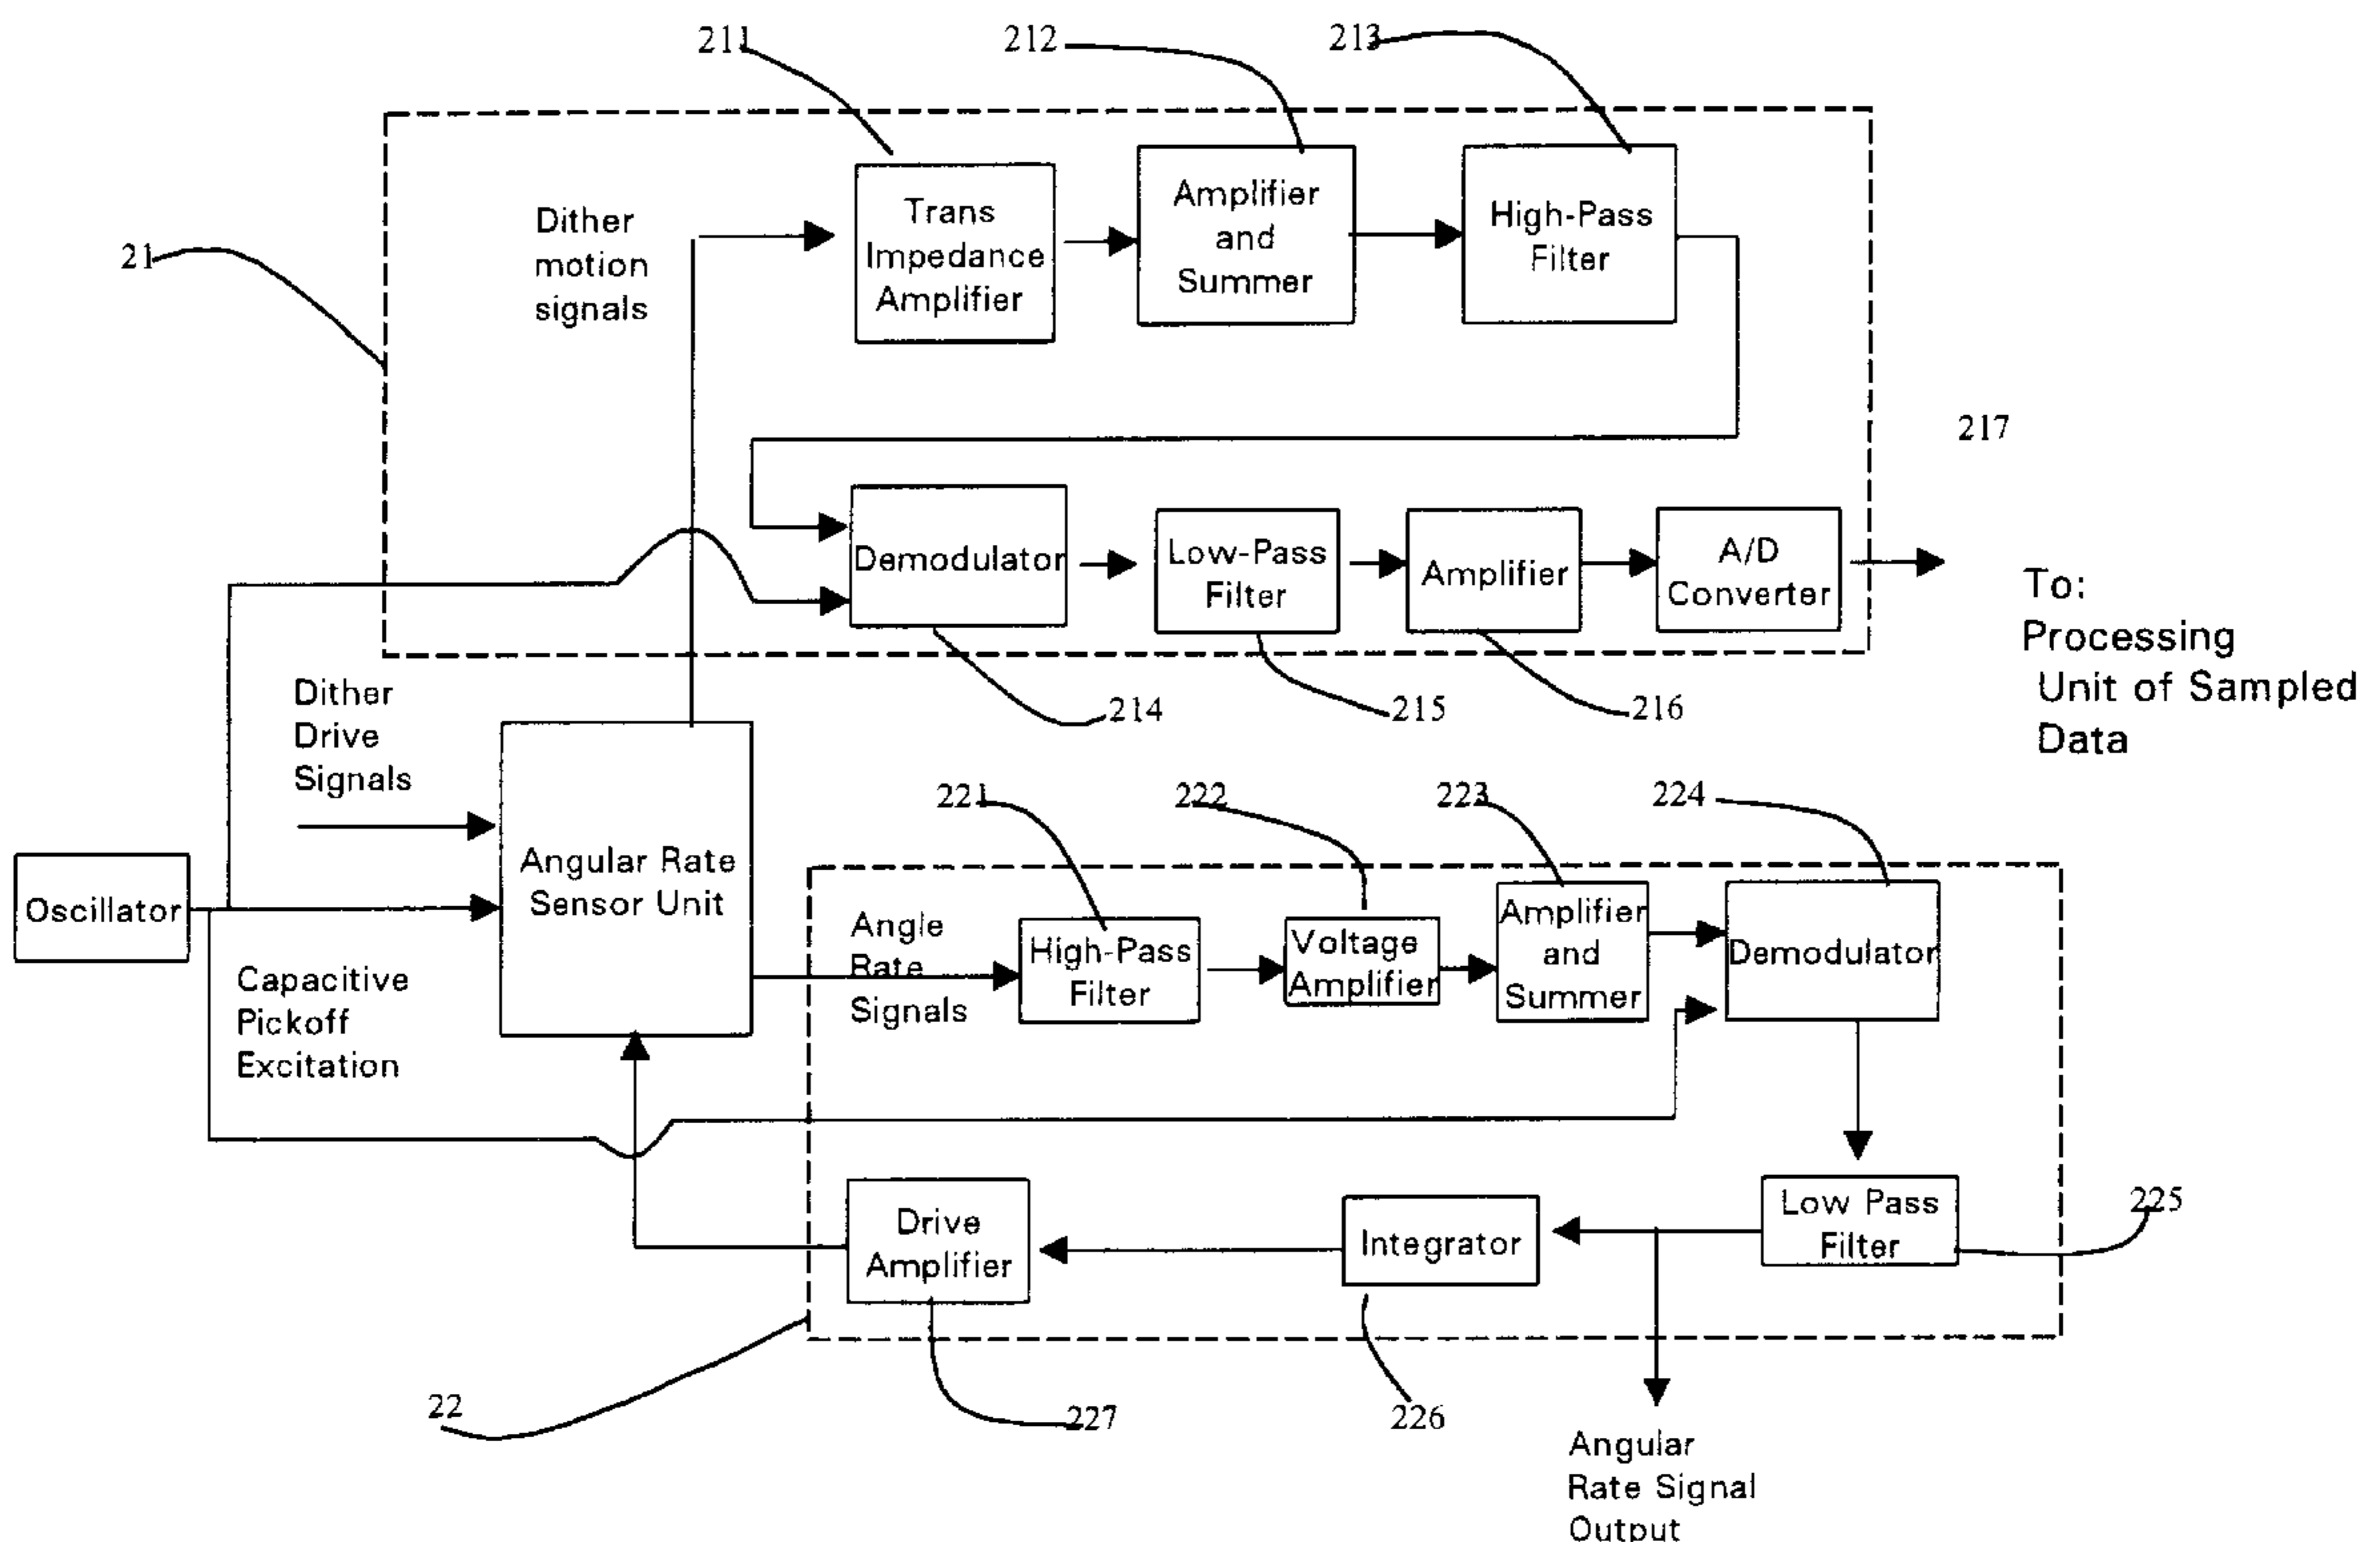 211
212
213
21
Dither
motion
signals
Trans
Impedance
Amplifier
Amplifier
and
Summer
High-Pass
Filter
217
Demodulator
Low-Pass
Filter
Amplifier
A/D
Converter
To:
Processing
Unit of Sampled
Data
214
215
216
Dither
Drive
Signals
221
222
223
224
Oscillator
Angular Rate
Sensor Unit
Capacitive
Pickoff
Excitation
Angle
Rate
Signals
High-Pass
Filter
Voltage
Amplifier
Amplifier
and
Summer
Demodulator
Drive
Amplifier
Integrator
Low Pass
Filter
225
22
227
226
Angular
Rate Signal
Output